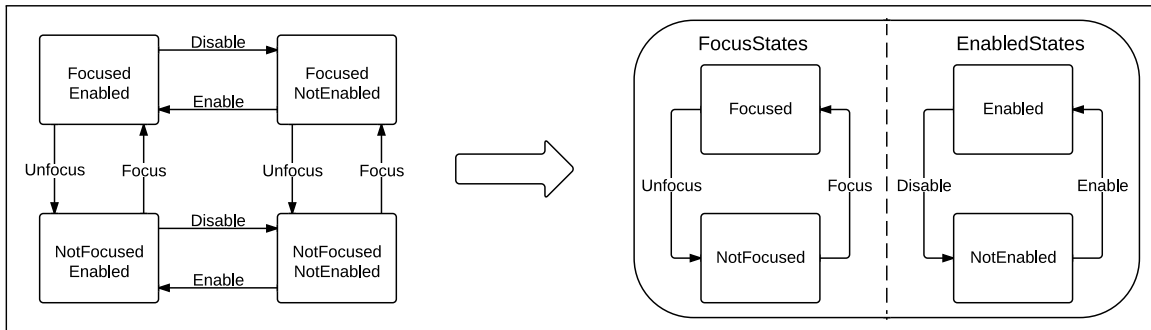 Disable
Focused
Enabled
Focused
NotEnabled
Enable
Unfocus
Focus
Unfocus
Focus
Disable
NotFocused
Enabled
NotFocused
NotEnabled
Enable
FocusStates
EnabledStates
Focused
Enabled
Unfocus
Focus
Disable
Enable
NotFocused
NotEnabled